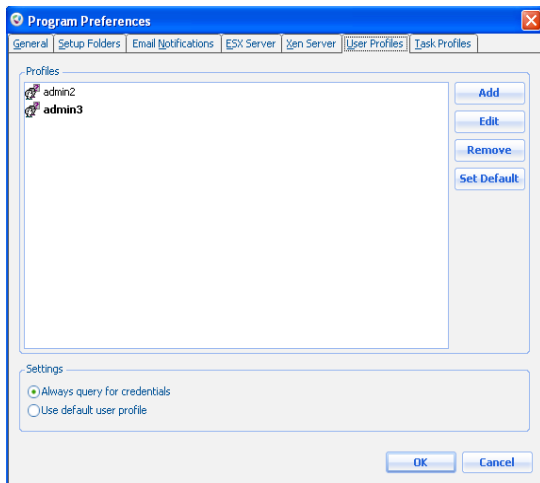 Program Preferences
General Setup Folders Email Notifications ESX Server Xen Server User Profiles Task Profiles
Profiles
admin2
admin3
Add
Edit
Remove
Set Default
Settings
Always query for credentials
Use default user profile
OK Cancel